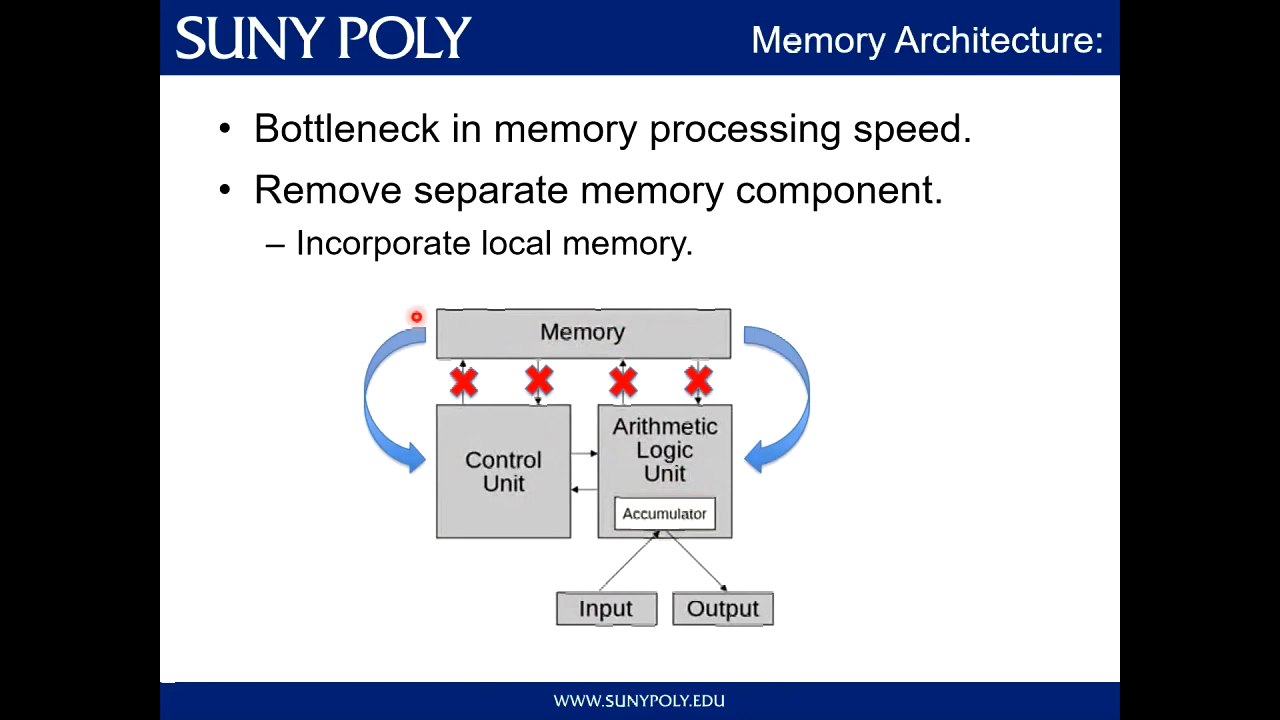 SUNY POLY
Memory Architecture:
• Bottleneck in memory processing speed.
• Remove separate memory component.
– Incorporate local memory.
Memory
Control
Unit
Arithmetic
Logic
Unit
Accumulator
Input
Output
WWW.SUNYPOLY.EDU